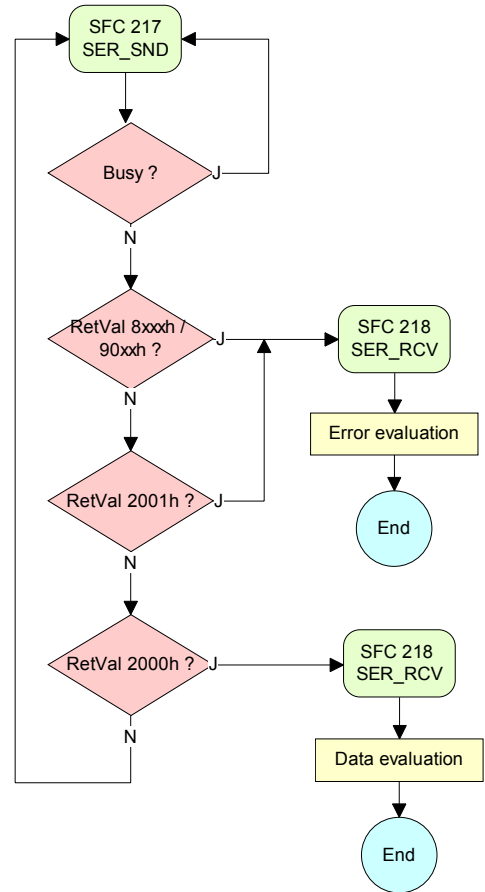 SFC 217
SER_SND
Busy ?
J
N
RetVal 8xxxh /
90xxh ?
J
SFC 218
SER_RCV
N
Error evaluation
RetVal 2001h ?
J
End
N
RetVal 2000h ?
J
SFC 218
SER_RCV
N
Data evaluation
End